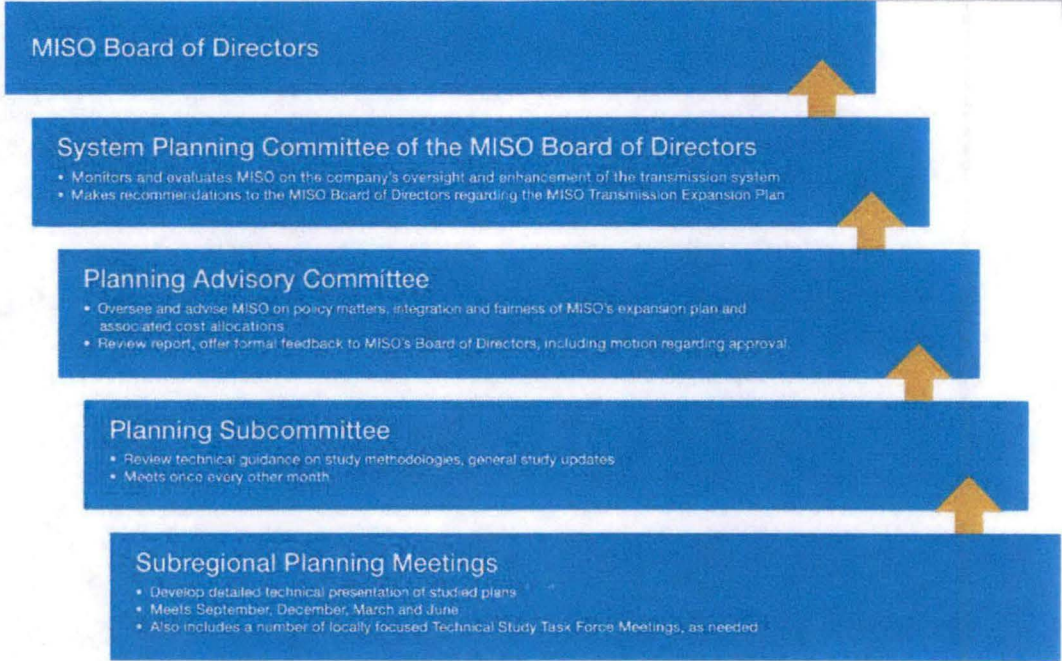 MISO Board of Directors
System Planning Committee of the MISO Board of Directors
• Monitors and evaluates MISO on the company's oversight and enhancement of the transmission system
• Makes recommendations to the MISO Board of Directors regarding the MISO Transmission Expansion Plan
Planning Advisory Committee
• Oversee and advise MISO on policy matters, integration and fairness of MISO's expansion plan and
associated cost allocations
• Review report, offer formal feedback to MISO's Board of Directors, including motion regarding approval.
Planning Subcommittee
• Review technical guidance on study methodologies, general study updates
• Meets once every other month
Subregional Planning Meetings
• Develop detailed technical presentation of studied plans
• Meets September, December, March and June
• Also includes a number of locally focused Technical Study Task Force Meetings, as needed